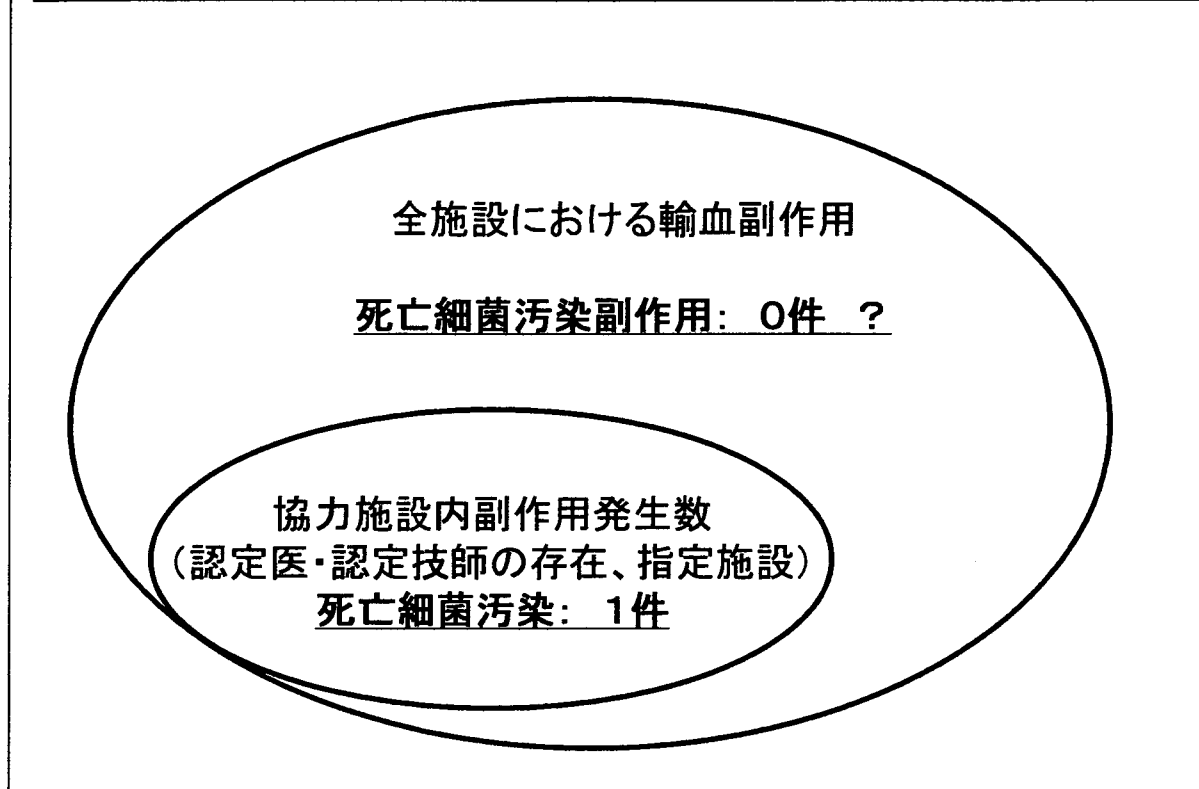 全施設における輸血副作用
死亡細菌汚染副作用: 0件 ?
協力施設内副作用発生数
(認定医・認定技師の存在、指定施設)
死亡細菌汚染: 1件